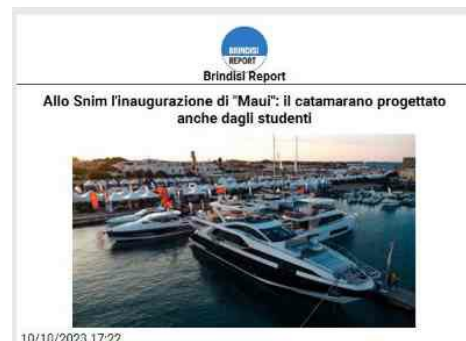 BRINDISI
REPORT
Brindisi Report
Allo Snim l'inaugurazione di "Maui": il catamarano progettato
anche dagli studenti
10/10/2023 17:22